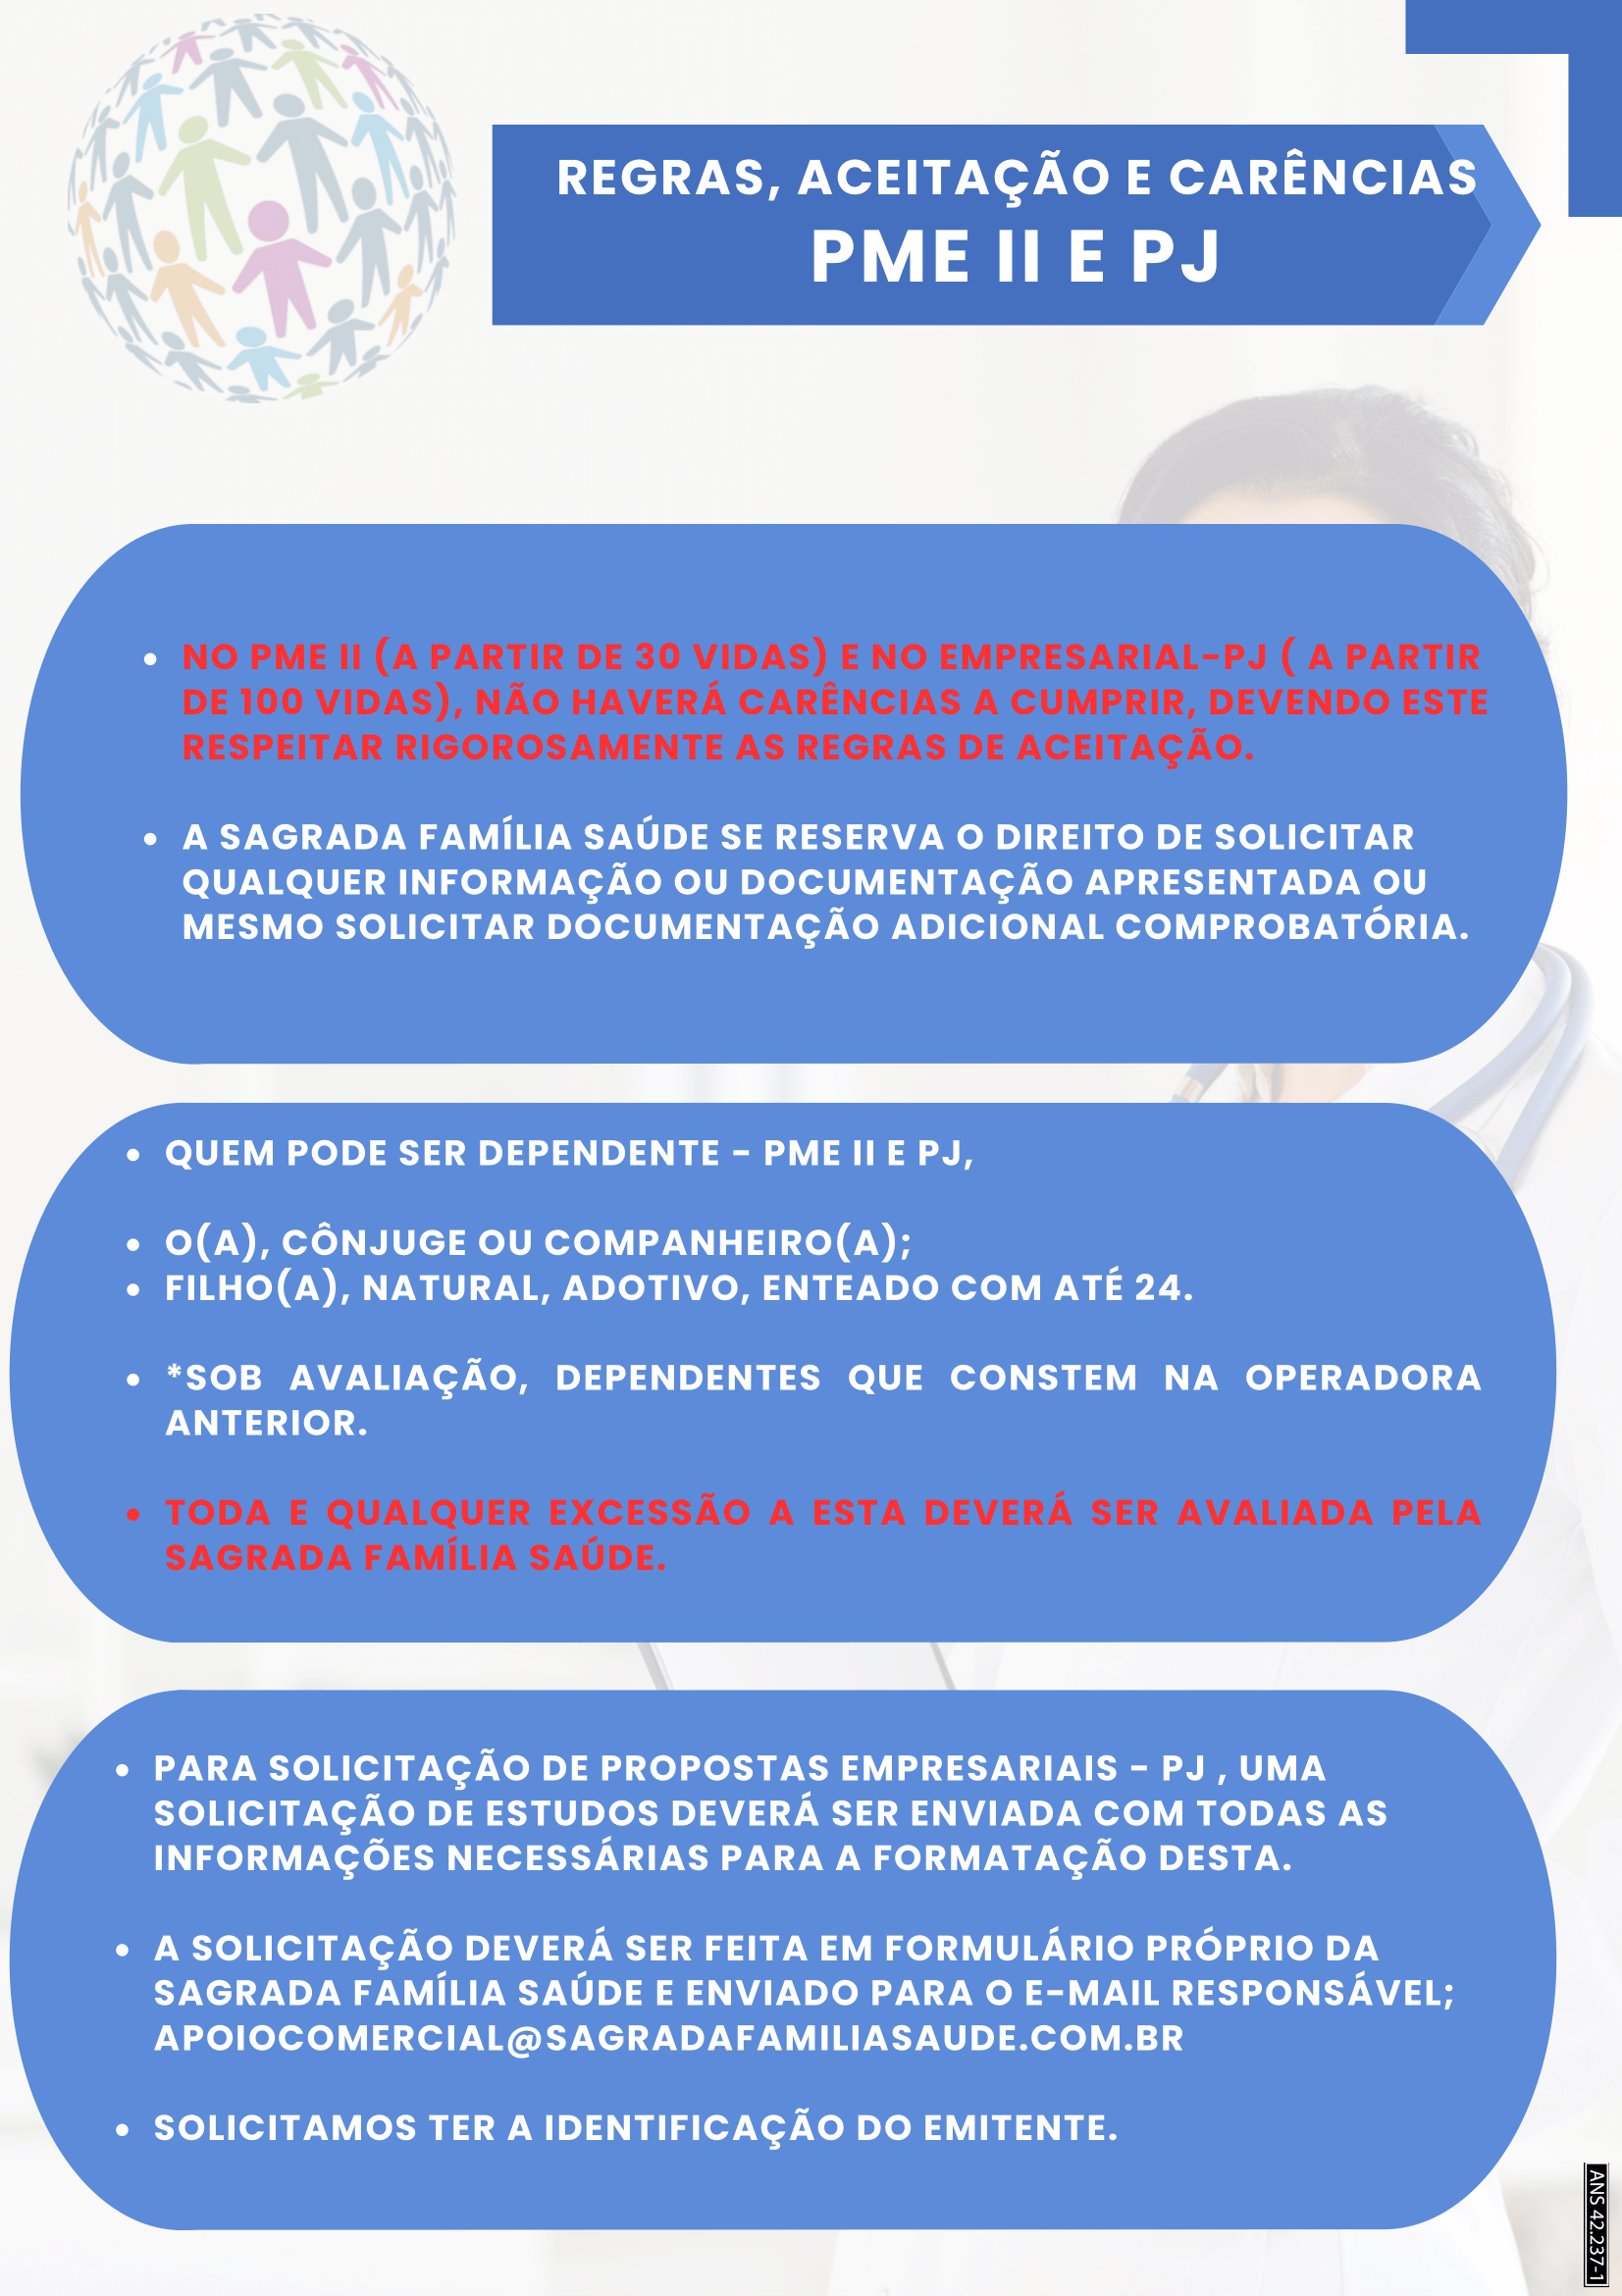 REGRAS, ACEITAÇÃO E CARÊNCIAS
PME II E PJ
• NO PME II (A PARTIR DE 30 VIDAS) E NO EMPRESARIAL-PJ ( A PARTIR
DE 100 VIDAS), NÃO HAVERÁ CARÊNCIAS A CUMPRIR, DEVENDO ESTE
RESPEITAR RIGOROSAMENTE AS REGRAS DE ACEITAÇÃO.
• A SAGRADA FAMÍLIA SAÚDE SE RESERVA O DIREITO DE SOLICITAR
QUALQUER INFORMAÇÃO OU DOCUMENTAÇÃO APRESENTADA OU
MESMO SOLICITAR DOCUMENTAÇÃO ADICIONAL COMPROBATÓRIA.
• QUEM PODE SER DEPENDENTE - PME II E PJ,
• O(A), CÔNJUGE OU COMPANHEIRO(A);
• FILHO(A), NATURAL, ADOTIVO, ENTEADO COM ATÉ 24.
• *SOB AVALIAÇÃO, DEPENDENTES QUE CONSTEM NA OPERADORA
ANTERIOR.
• TODA E QUALQUER EXCESSÃO A ESTA DEVERÁ SER AVALIADA PELA
SAGRADA FAMÍLIA SAÚDE.
• PARA SOLICITAÇÃO DE PROPOSTAS EMPRESARIAIS - PJ , UMA
SOLICITAÇÃO DE ESTUDOS DEVERÁ SER ENVIADA COM TODAS AS
INFORMAÇÕES NECESSÁRIAS PARA A FORMATAÇÃO DESTA.
• A SOLICITAÇÃO DEVERÁ SER FEITA EM FORMULÁRIO PRÓPRIO DA
SAGRADA FAMÍLIA SAÚDE E ENVIADO PARA O E-MAIL RESPONSÁVEL;
APOIOCOMERCIAL@SAGRADAFAMILIASAUDE.COM.BR
• SOLICITAMOS TER A IDENTIFICAÇÃO DO EMITENTE.
ANS 42.237-1